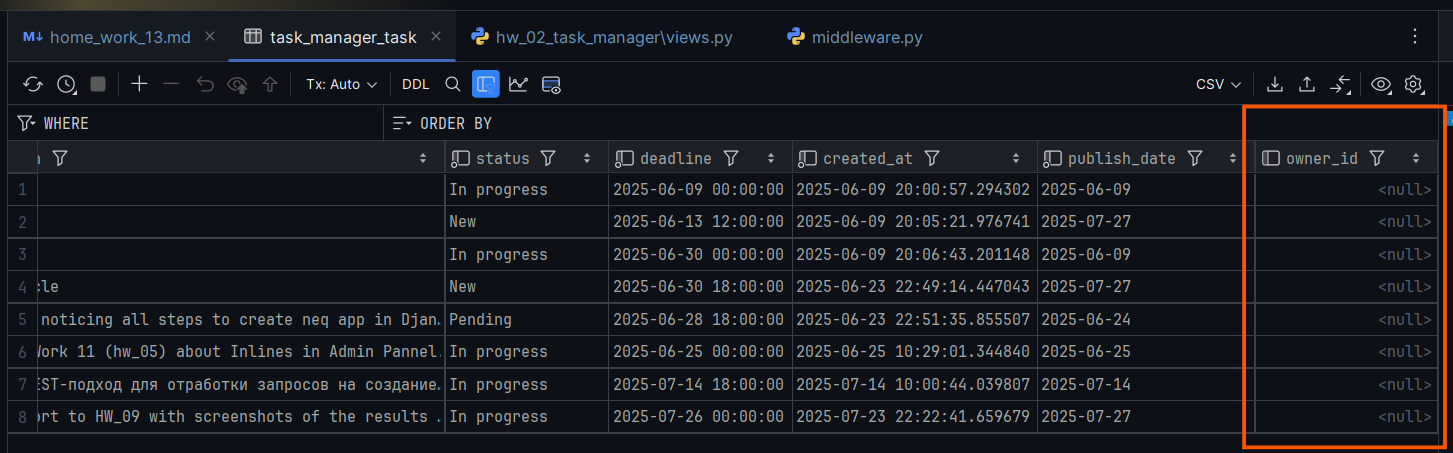 M↓ home_work_13.md × task_manager_task × hw_02_task_manager\views.py middleware.py
Tx: Auto DDL CSV
WHERE ORDER BY
status deadline created_at publish_date owner_id
1 In progress 2025-06-09 00:00:00 2025-06-09 20:00:57.294302 2025-06-09 <null>
2 New 2025-06-13 12:00:00 2025-06-09 20:05:21.976741 2025-07-27 <null>
3 In progress 2025-06-30 00:00:00 2025-06-09 20:06:43.201148 2025-06-09 <null>
4 cle New 2025-06-30 18:00:00 2025-06-23 22:49:14.447043 2025-07-27 <null>
5 noticing all steps to create neq app in Djan… Pending 2025-06-28 18:00:00 2025-06-23 22:51:35.855507 2025-06-24 <null>
6 Work 11 (hw_05) about Inlines in Admin Pannel. In progress 2025-06-25 00:00:00 2025-06-25 10:29:01.344840 2025-06-25 <null>
7 EST-подход для отработки запросов на создание… In progress 2025-07-14 18:00:00 2025-07-14 10:00:44.039807 2025-07-14 <null>
8 ort to HW_09 with screenshots of the results … In progress 2025-07-26 00:00:00 2025-07-23 22:22:41.659679 2025-07-27 <null>